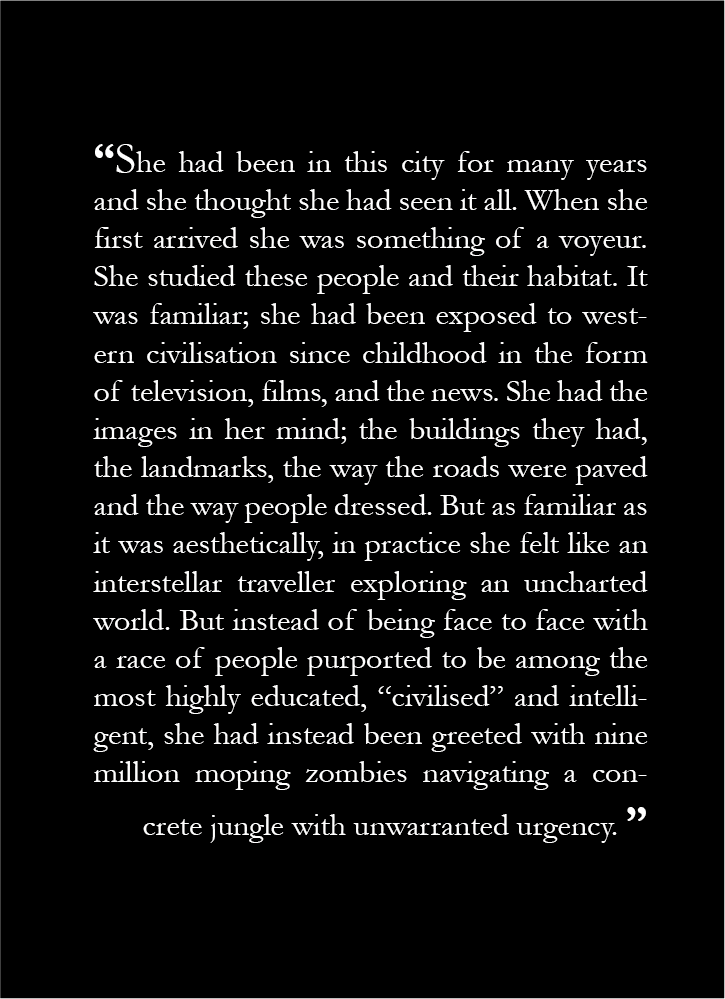 “She had been in this city for many years
and she thought she had seen it all. When she
first arrived she was something of a voyeur.
She studied these people and their habitat. It
was familiar; she had been exposed to west-
ern civilisation since childhood in the form
of television, films, and the news. She had the
images in her mind; the buildings they had,
the landmarks, the way the roads were paved
and the way people dressed. But as familiar as
it was aesthetically, in practice she felt like an
interstellar traveller exploring an uncharted
world. But instead of being face to face with
a race of people purported to be among the
most highly educated, “civilised” and intelli-
gent, she had instead been greeted with nine
million moping zombies navigating a con-
crete jungle with unwarranted urgency. ”